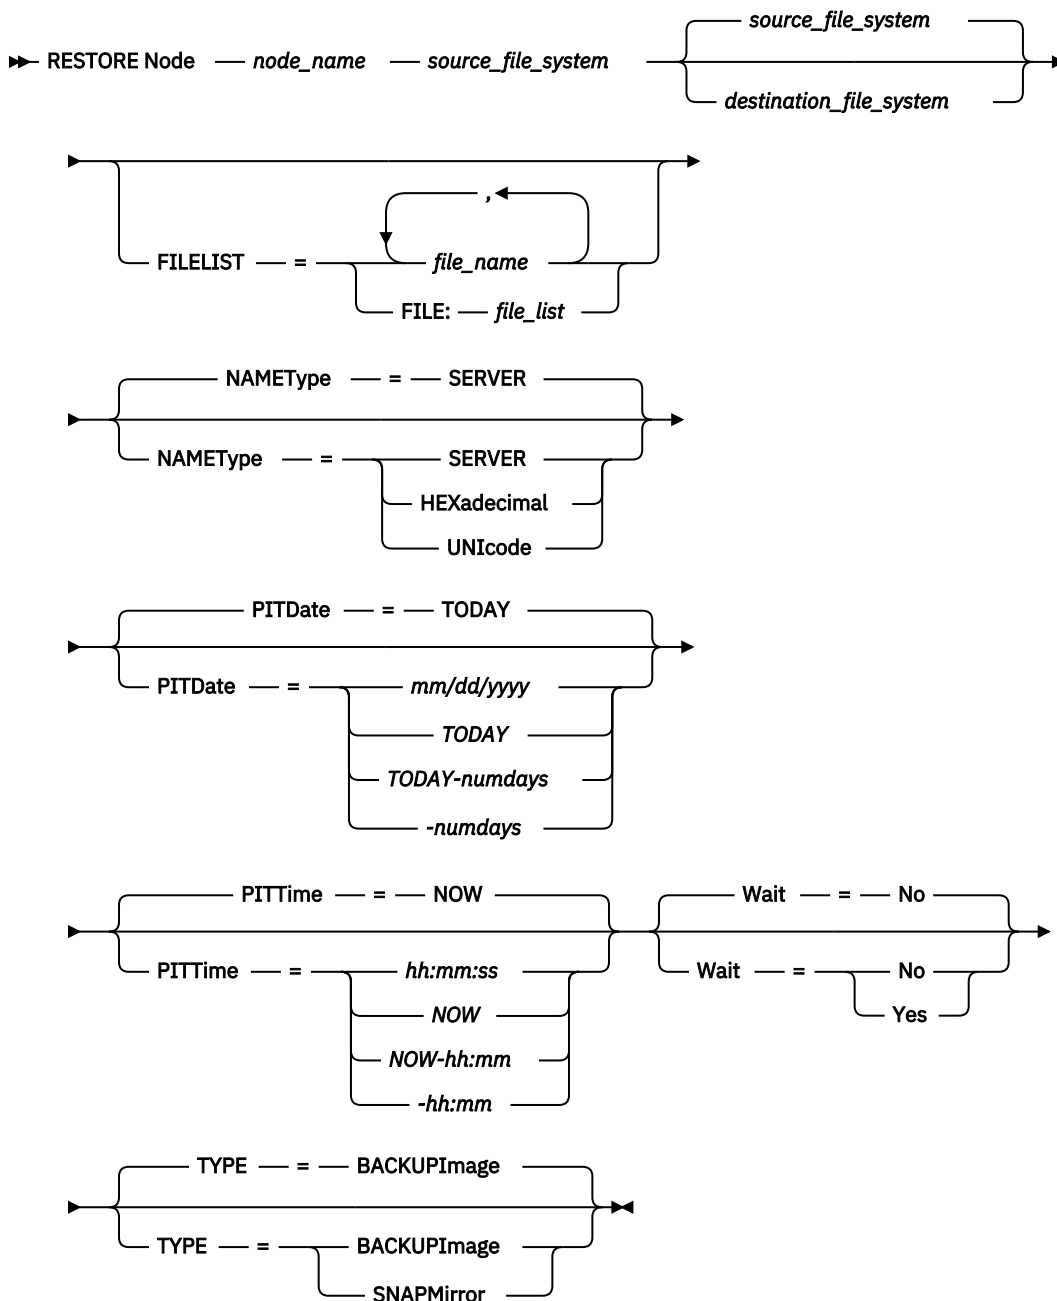 source_file_system
RESTORE Node node_name source_file_system
destination_file_system
,
FILELIST = file_name
FILE: file_list
NAMEType = SERVER
NAMEType = SERVER
HEXadecimal
UNIcode
PITDate = TODAY
PITDate = mm/dd/yyyy
TODAY
TODAY-numdays
-numdays
PITTime = NOW Wait = No
PITTime = hh:mm:ss Wait = No
NOW Yes
NOW-hh:mm
-hh:mm
TYPE = BACKUPImage
TYPE = BACKUPImage
SNAPMirror